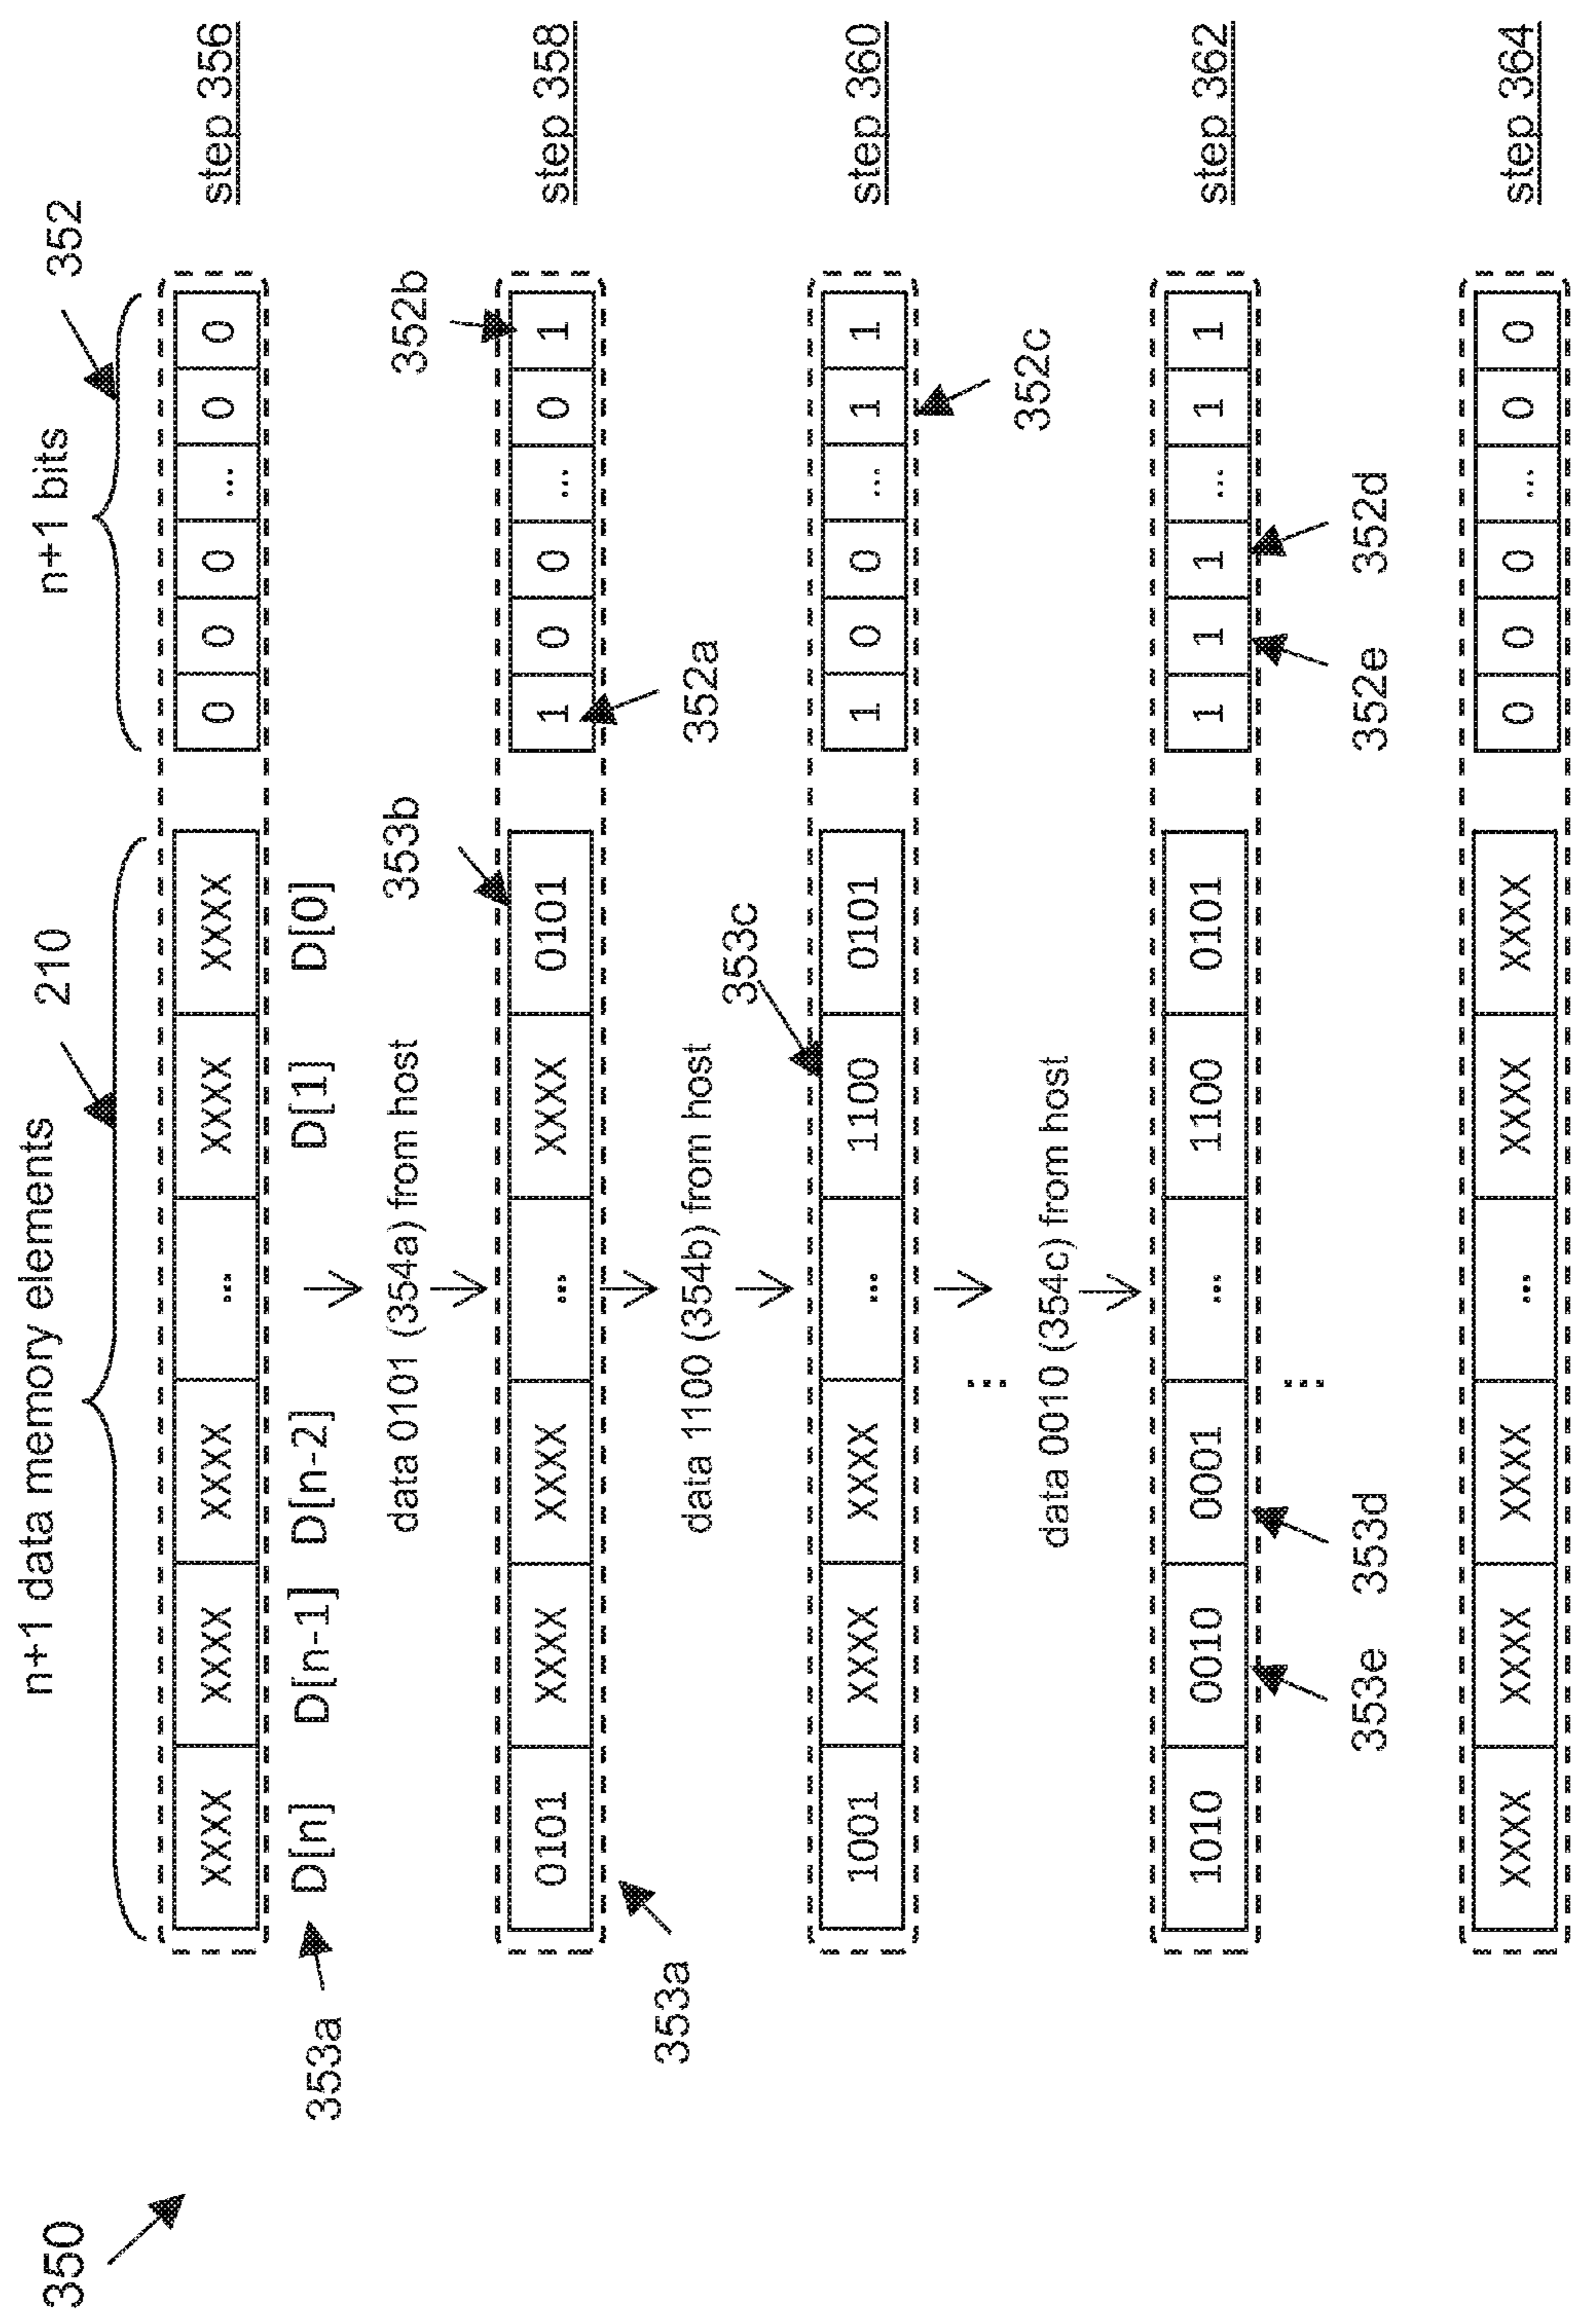 350
n+1 data memory elements
210
n+1 bits
352
XXXX XXXX XXXX ... XXXX XXXX 0 0 0 ... 0 0 step 356
353a
D[n] D[n-1] D[n-2] D[1] D[0]
data 0101 (354a) from host
353b
352b
0101 XXXX XXXX ... XXXX 0101 1 0 0 ... 0 1 step 358
353a
352a
data 1100 (354b) from host
353c
1001 XXXX XXXX ... 1100 0101 1 0 0 ... 1 1 step 360
352c
...
data 0010 (354c) from host
1010 0010 0001 ... 1100 0101 1 1 1 ... 1 1 step 362
353e 353d
352e 352d
...
XXXX XXXX XXXX ... XXXX XXXX 0 0 0 ... 0 0 step 364